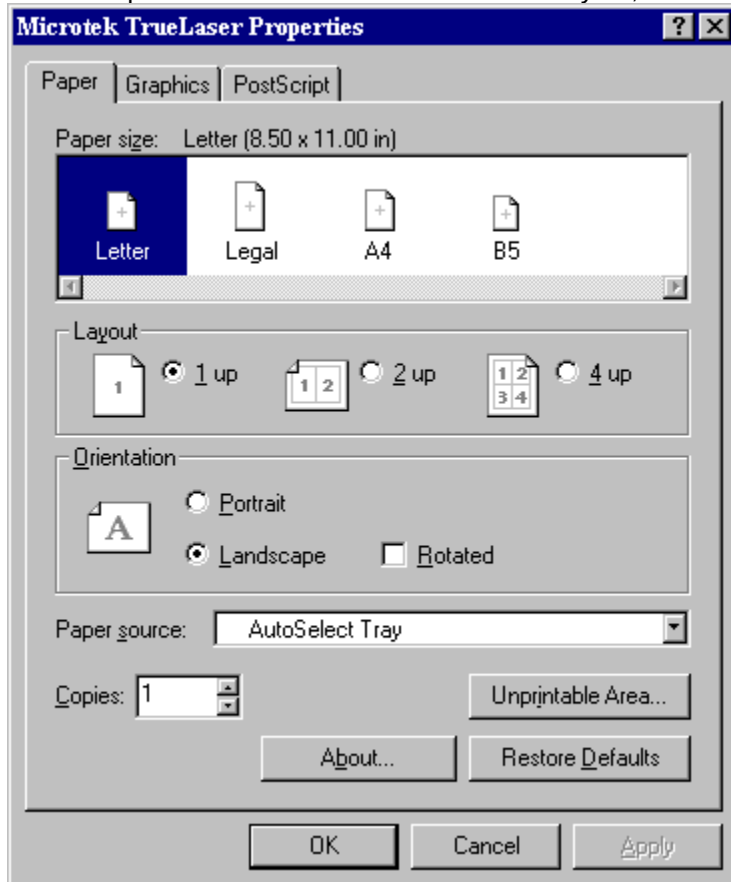 Microtek TrueLaser Properties
Paper Graphics PostScript
Paper size: Letter (8.50 x 11.00 in)
Letter Legal A4 B5
Layout
1 1 up 1 2 2 up 1 2 3 4 4 up
Orientation
A
Portrait
Landscape Rotated
Paper source: AutoSelect Tray
Copies: 1 Unprintable Area...
About... Restore Defaults
OK Cancel Apply